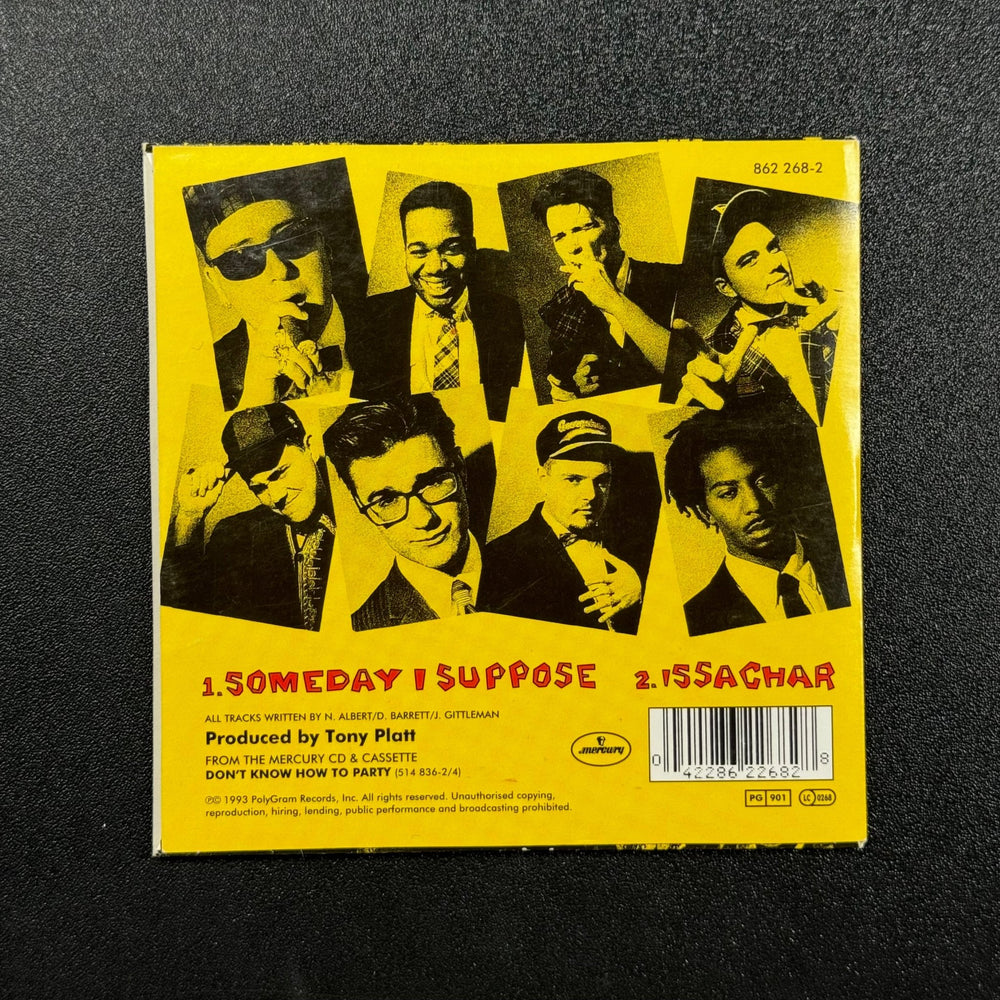 862 268-2
Georgetown
1. SOMEDAY I SUPPOSE 2. ISSACHAR
ALL TRACKS WRITTEN BY N. ALBERT/D. BARRETT/J. GITTLEMAN
Produced by Tony Platt
FROM THE MERCURY CD & CASSETTE
DON'T KNOW HOW TO PARTY (514 836-2/4)
℗© 1993 PolyGram Records, Inc. All rights reserved. Unauthorised copying,
reproduction, hiring, lending, public performance and broadcasting prohibited.
mercury
0 42286 22682 8
PG 901
LC 0268